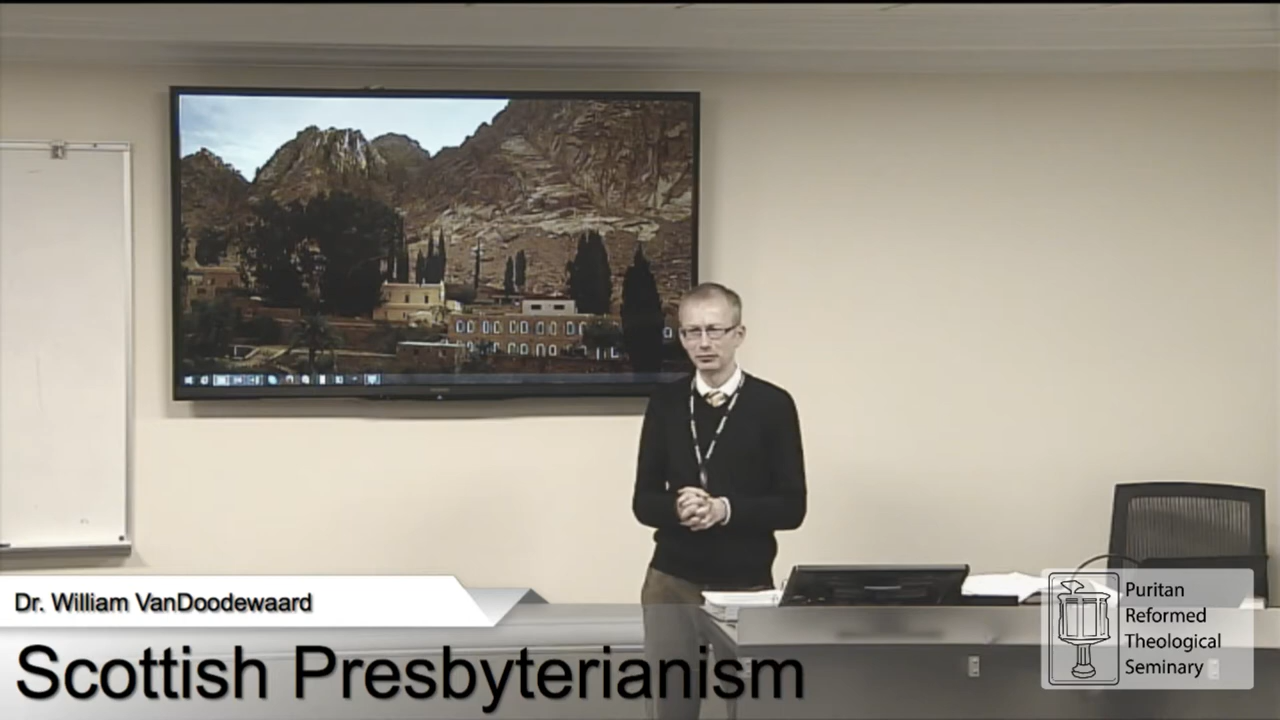 Dr. William VanDoodewaard
Scottish Presbyterianism
Puritan
Reformed
Theological
Seminary